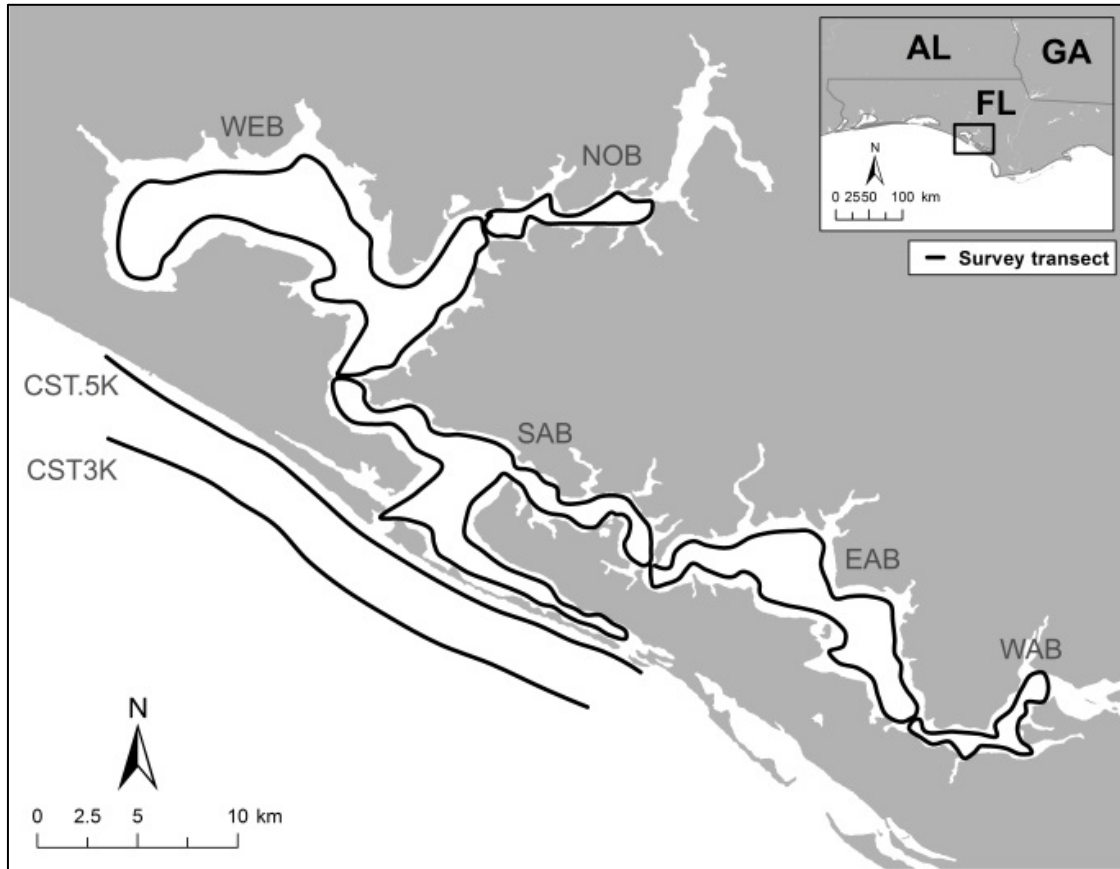 AL
GA
FL
N
0 2550 100 km
Survey transect
WEB
NOB
CST.5K
CST3K
SAB
EAB
WAB
N
0 2.5 5 10 km